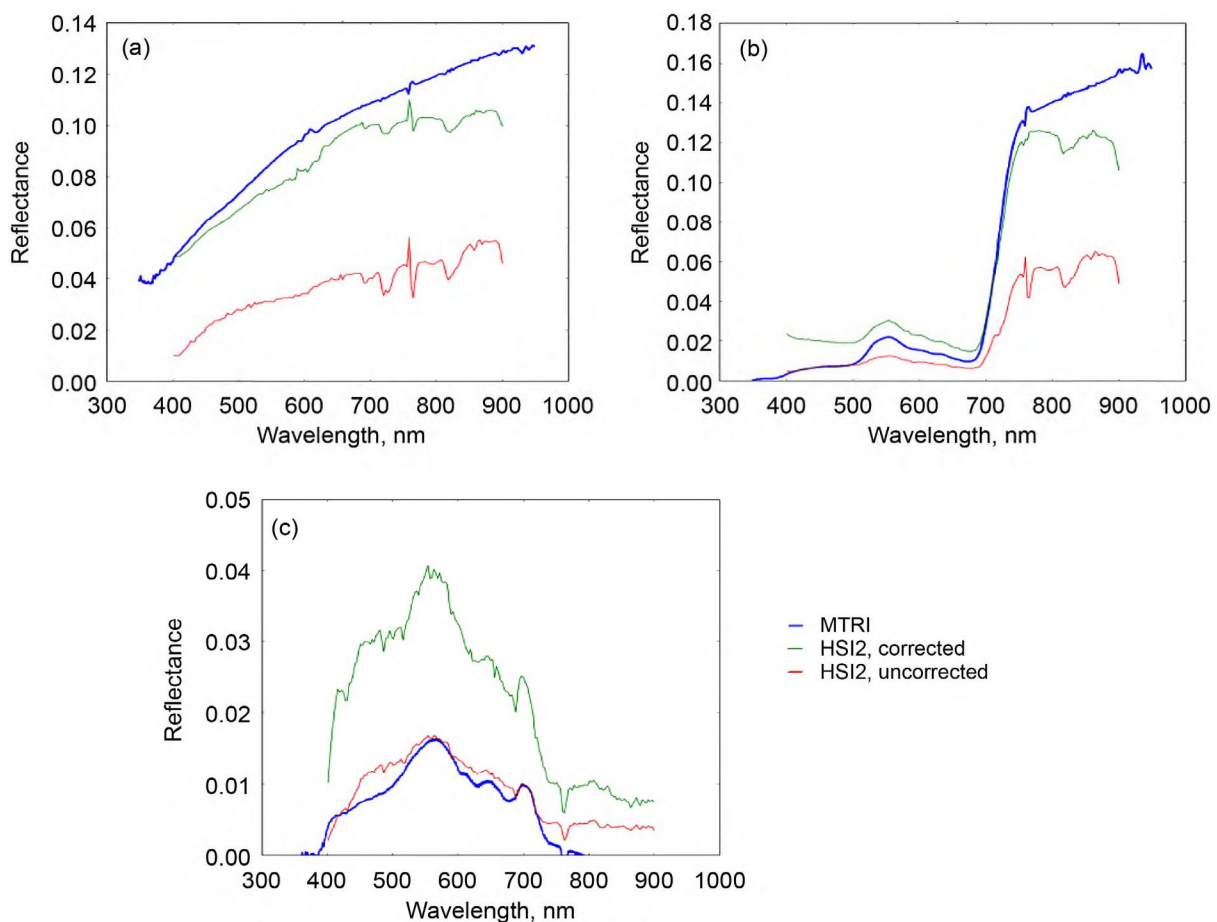 (a)
0.14
0.12
0.10
0.08
0.06
0.04
0.02
0.00
Reflectance
300 400 500 600 700 800 900 1000
Wavelength, nm
(b)
0.18
0.16
0.14
0.12
0.10
0.08
0.06
0.04
0.02
0.00
Reflectance
300 400 500 600 700 800 900 1000
Wavelength, nm
(c)
0.05
0.04
0.03
0.02
0.01
0.00
Reflectance
300 400 500 600 700 800 900 1000
Wavelength, nm
MTRI
HSI2, corrected
HSI2, uncorrected